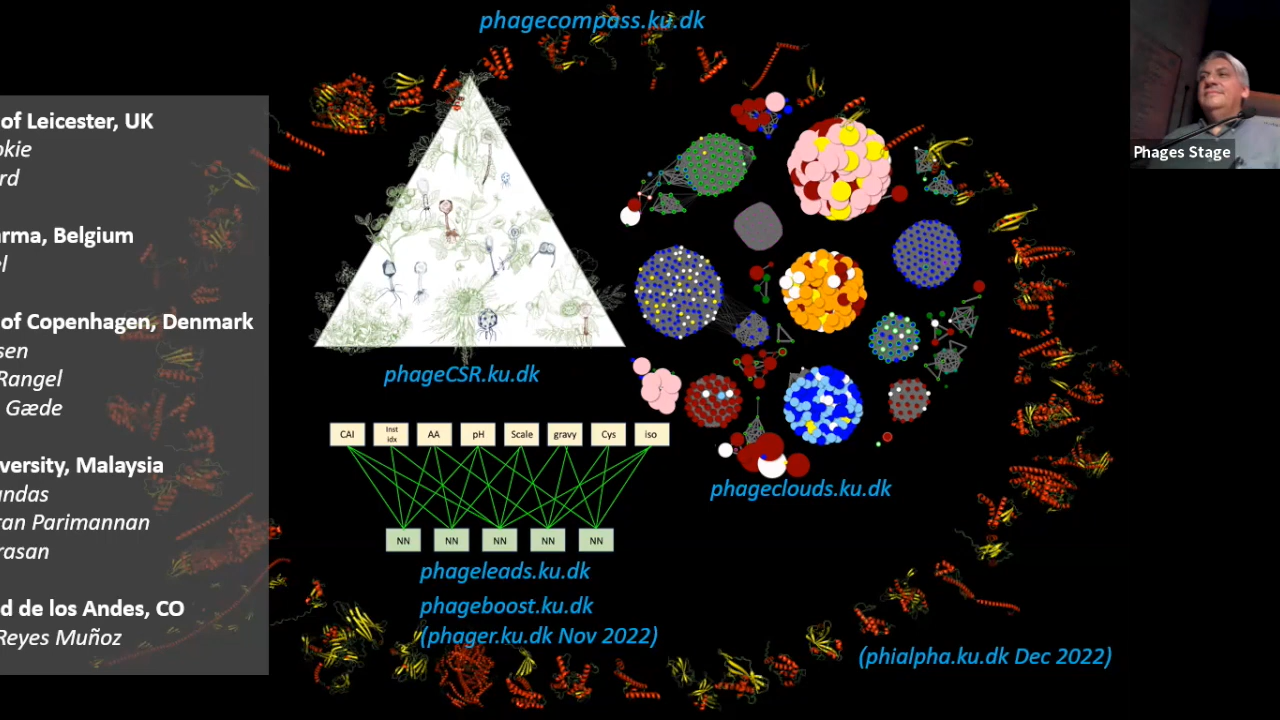 phagecompass.ku.dk
Phages Stage
of Leicester, UK
okie
rd
rma, Belgium
el
of Copenhagen, Denmark
sen
Rangel
Gæde
versity, Malaysia
andas
ran Parimannan
rasan
d de los Andes, CO
Reyes Muñoz
phageCSR.ku.dk
CAI
Inst
idx
AA
pH
Scale
gravy
Cys
iso
NN
NN
NN
NN
NN
phageclouds.ku.dk
phageleads.ku.dk
phageboost.ku.dk
(phager.ku.dk Nov 2022)
(phialpha.ku.dk Dec 2022)